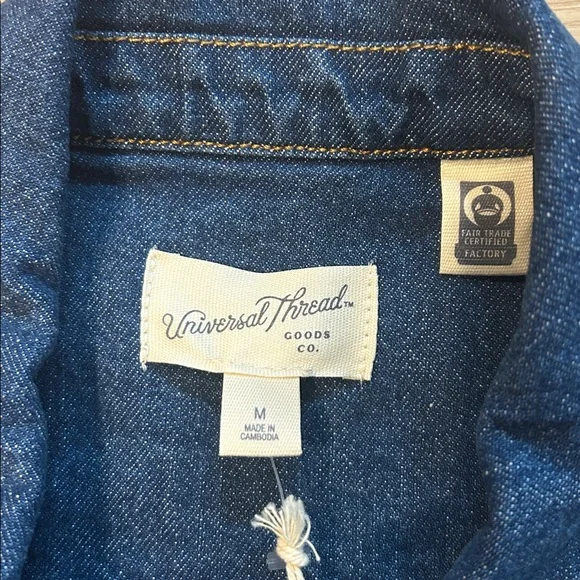 FAIR TRADE
CERTIFIED
FACTORY
Universal Thread™
GOODS
CO.
M
MADE IN
CAMBODIA